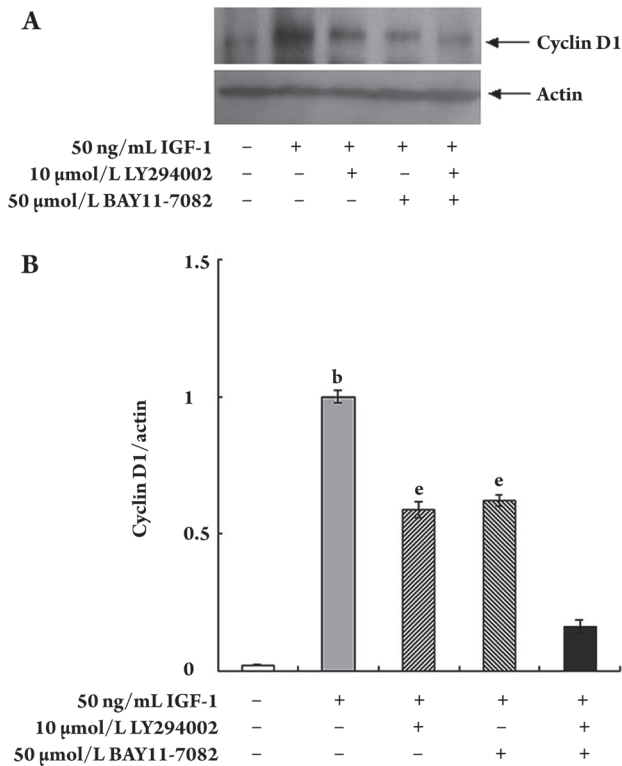 A
Cyclin D1
Actin
50 ng/mL IGF-1 – + + + +
10 μmol/L LY294002 – – + – +
50 μmol/L BAY11-7082 – – – + +
B
1.5
1
0.5
0
Cyclin D1/actin
b
e
e
50 ng/mL IGF-1 – + + + +
10 μmol/L LY294002 – – + – +
50 μmol/L BAY11-7082 – – – + +